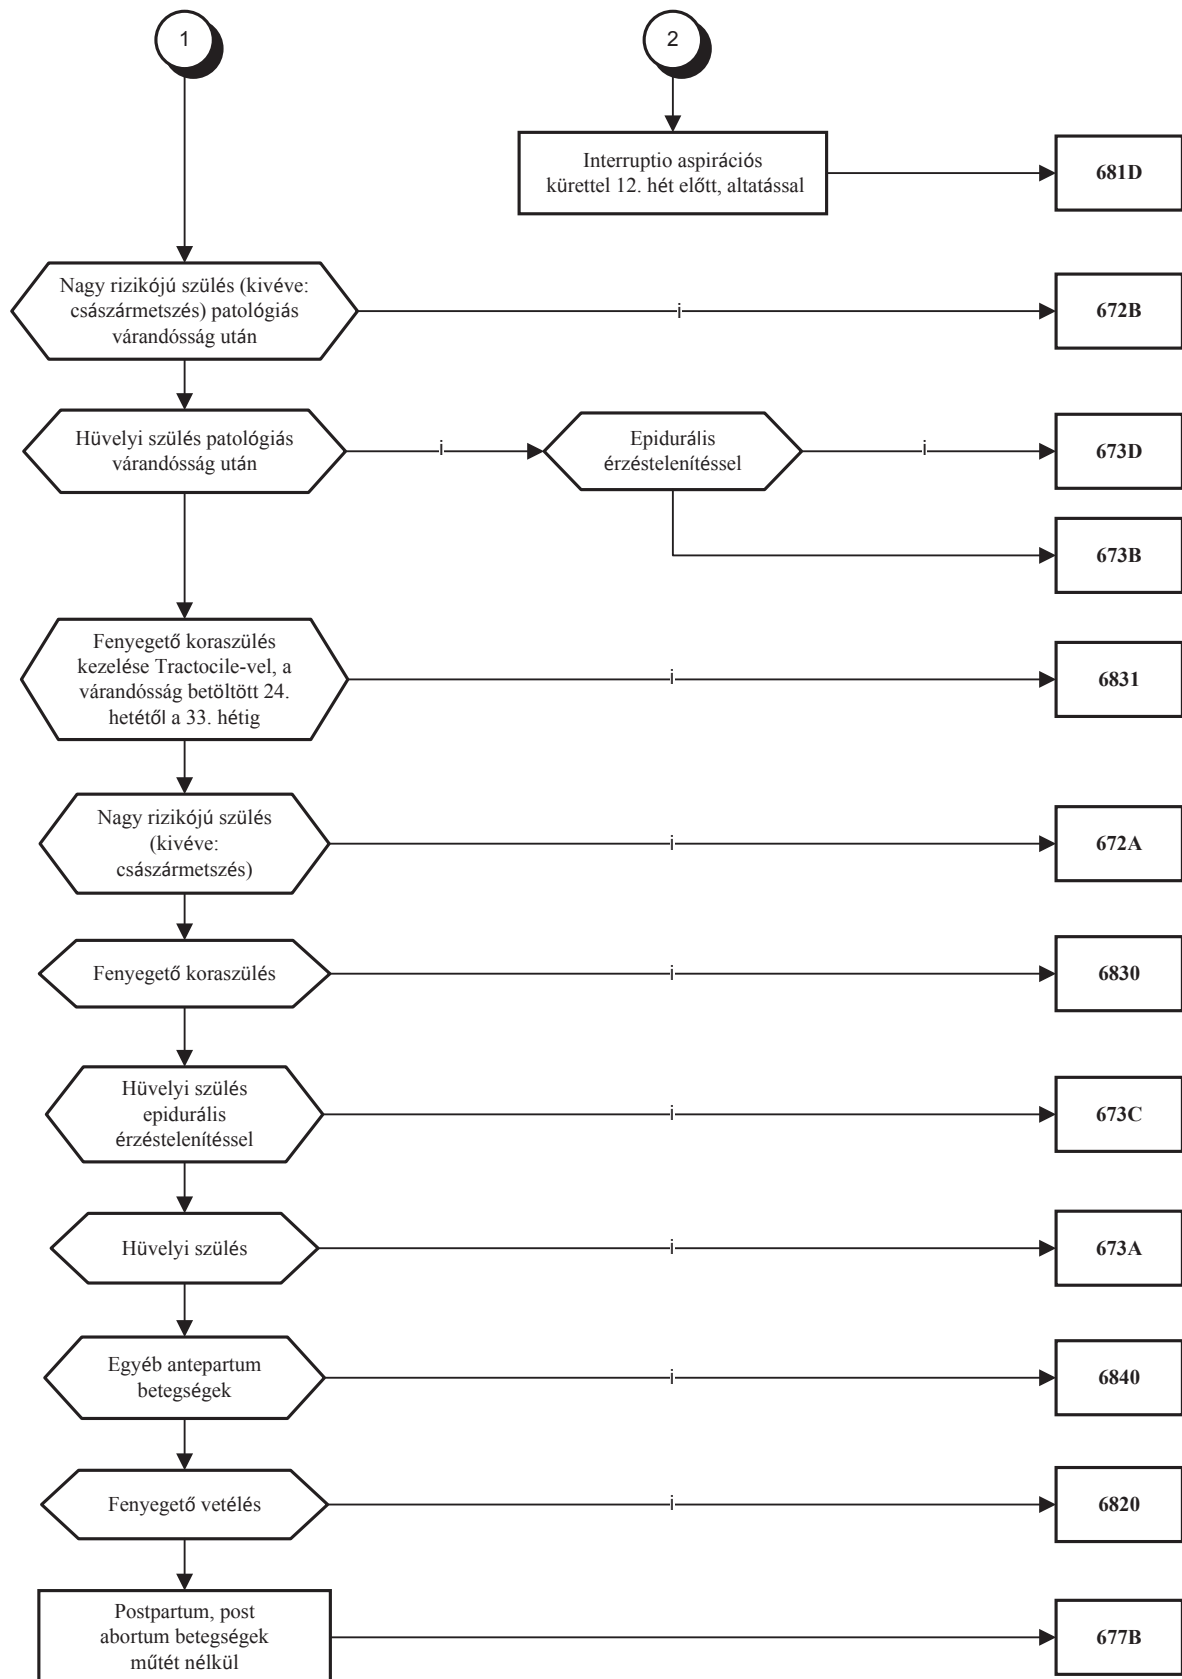 1
2
Interruptio aspirációs
kürettel 12. hét előtt, altatással
681D
Nagy rizikójú szülés (kivéve:
császármetszés) patológiás
várandósság után
i
672B
Hüvelyi szülés patológiás
várandósság után
i
Epidurális
érzéstelenítéssel
i
673D
673B
Fenyegető koraszülés
kezelése Tractocile-vel, a
várandósság betöltött 24.
hetétől a 33. hétig
i
6831
Nagy rizikójú szülés
(kivéve:
császármetszés)
i
672A
Fenyegető koraszülés
i
6830
Hüvelyi szülés
epidurális
érzéstelenítéssel
i
673C
Hüvelyi szülés
i
673A
Egyéb antepartum
betegségek
i
6840
Fenyegető vetélés
i
6820
Postpartum, post
abortum betegségek
műtét nélkül
677B